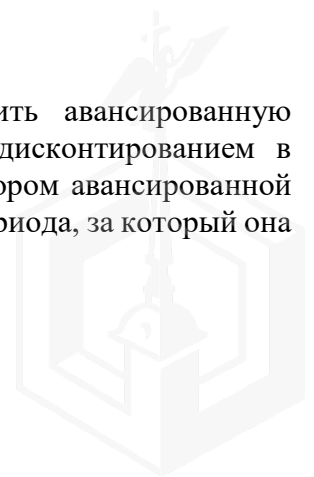 ить авансированную
дисконтированием в
ором авансированной
риода, за который она